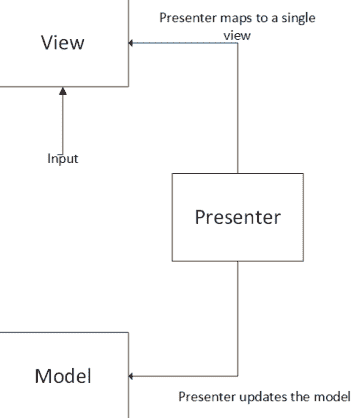 Presenter maps to a single
view
View
Input
Presenter
Model
Presenter updates the model